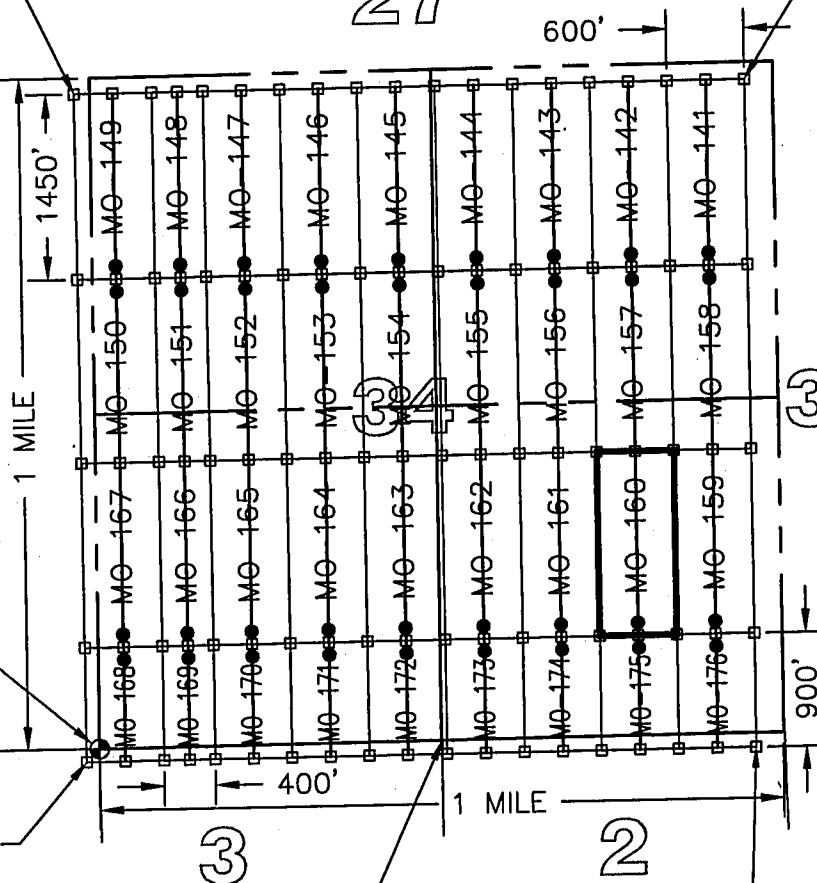 27
600'
1450'
MO 149
MO 148
MO 147
MO 146
MO 145
MO 144
MO 143
MO 142
MO 141
1 MILE
MO 150
MO 151
MO 152
MO 153
MO 154
MO 155
MO 156
MO 157
MO 158
34
3
MO 167
MO 166
MO 165
MO 164
MO 163
MO 162
MO 161
MO 160
MO 159
MO 168
MO 169
MO 170
MO 171
MO 172
MO 173
MO 174
MO 175
MO 176
900'
400'
1 MILE
3
2